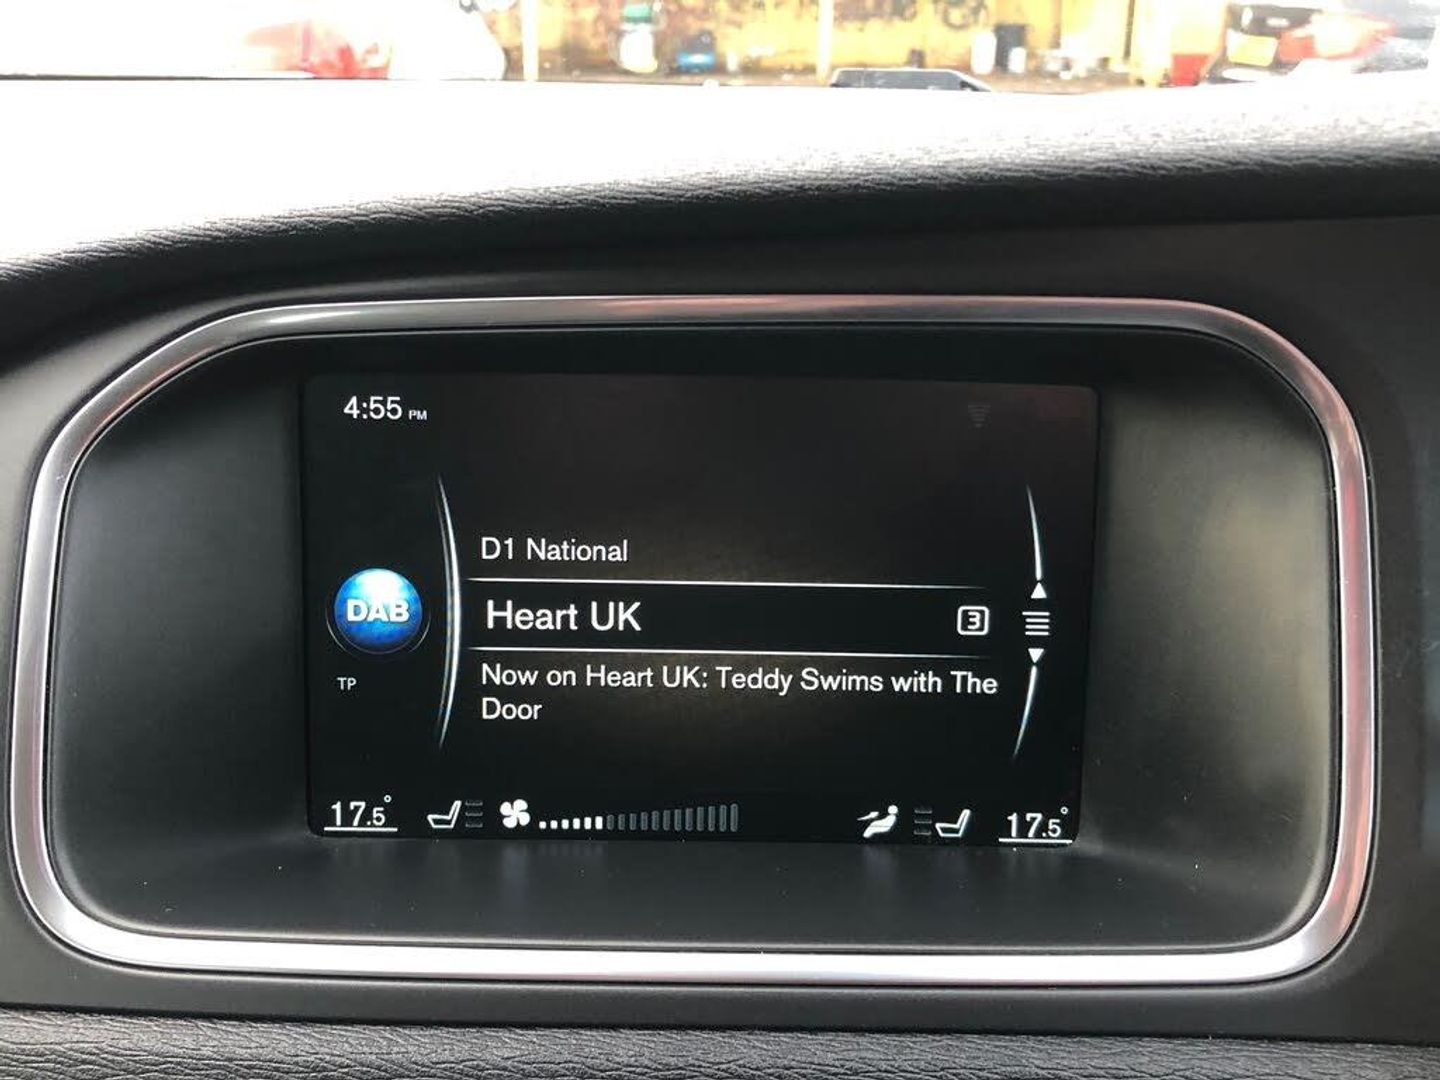 4:55 PM
D1 National
DAB
Heart UK
3
TP
Now on Heart UK: Teddy Swims with The
Door
17.5°
17.5°